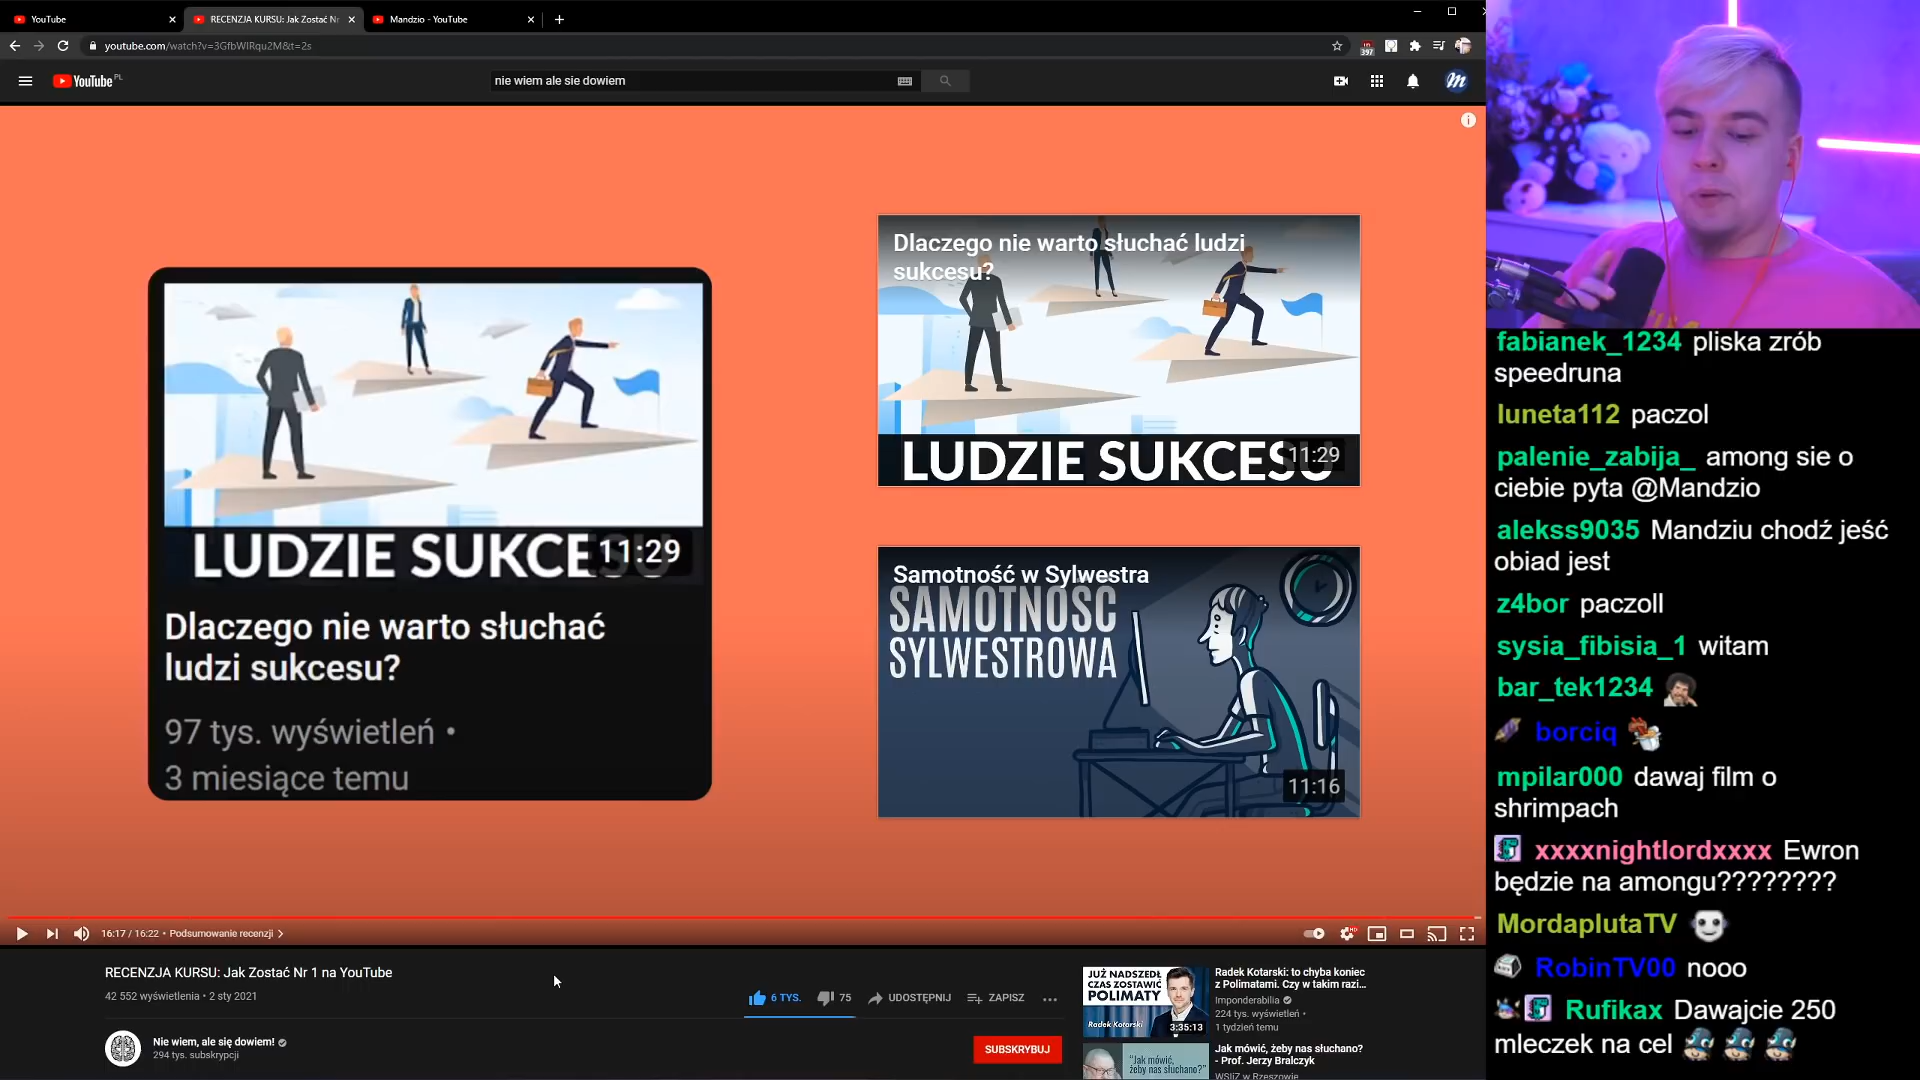 YouTube
RECENZJA KURSU: Jak Zostać Nr
Mandzio - YouTube
youtube.com/watch?v=3GfbWlRqu2M&t=2s
397
YouTube PL
nie wiem ale sie dowiem
LUDZIE SUKCE
11:29
Dlaczego nie warto słuchać
ludzi sukcesu?
97 tys. wyświetleń •
3 miesiące temu
Dlaczego nie warto słuchać ludzi
sukcesu?
LUDZIE SUKCESU
11:29
Samotność w Sylwestra
SAMOTNOŚĆ
SYLWESTROWA
11:16
16:17 / 16:22 • Podsumowanie recenzji
HD
RECENZJA KURSU: Jak Zostać Nr 1 na YouTube
42 552 wyświetlenia • 2 sty 2021
6 TYS.
75
UDOSTĘPNIJ
ZAPISZ
Nie wiem, ale się dowiem!
294 tys. subskrypcji
SUBSKRYBUJ
JUŻ NADSZEDŁ
CZAS ZOSTAWIĆ
POLIMATY
Radek Kotarski
3:35:13
Radek Kotarski: to chyba koniec
z Polimatami. Czy w takim razi...
Imponderabilia
224 tys. wyświetleń •
1 tydzień temu
"Jak mówić,
żeby nas słuchano?"
Jak mówić, żeby nas słuchano?
- Prof. Jerzy Bralczyk
WSIiZ w Rzeszowie
fabianek_1234 pliska zrób
speedruna
luneta112 paczol
palenie_zabija_ among sie o
ciebie pyta @Mandzio
alekss9035 Mandziu chodź jeść
obiad jest
z4bor paczoll
sysia_fibisia_1 witam
bar_tek1234
borciq
mpilar000 dawaj film o
shrimpach
xxxxnightlordxxxx Ewron
będzie na amongu????????
MordaplutaTV
RobinTV00 nooo
Rufikax Dawajcie 250
mleczek na cel